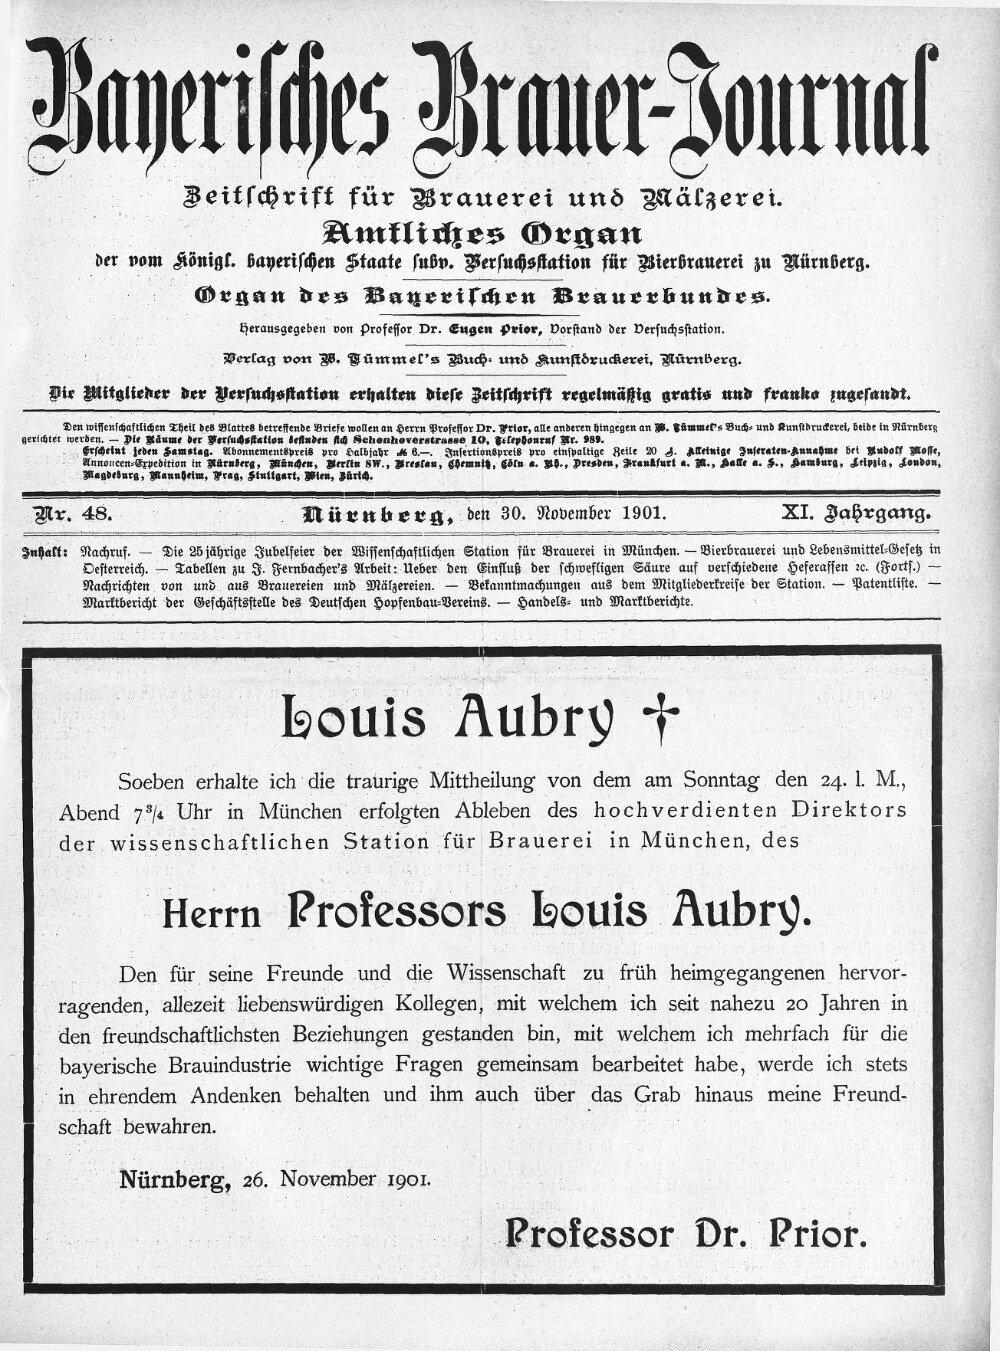 Bayerisches Brauer-Journal
Zeitschrift für Brauerei und Mälzerei.
Amtliches Organ
der vom Königl. bayerischen Staate subv. Versuchsstation für Bierbrauerei zu Nürnberg.
Organ des Bayerischen Brauerbundes.
Herausgegeben von Professor Dr. Eugen Prior, Vorstand der Versuchsstation.
Verlag von W. Tümmel's Buch- und Kunstdruckerei, Nürnberg.
Die Mitglieder der Versuchsstation erhalten diese Zeitschrift regelmäßig gratis und franko zugesandt.
Den wissenschaftlichen Theil des Blattes betreffende Briefe wollen an Herrn Professor Dr. Prior, alle anderen hingegen an W. Tümmel's Buch- und Kunstdruckerei, beide in Nürnberg
gerichtet werden. — Die Räume der Versuchsstation befinden sich Schonhoverstrasse 10, Telephonruf Nr. 989.
Erscheint jeden Samstag. Abonnementspreis pro Halbjahr ℳ 6.—. Insertionspreis pro einspaltige Zeile 20 ₰. Alleinige Inseraten-Annahme bei Rudolf Mosse,
Annoncen-Expedition in Nürnberg, München, Berlin SW., Breslau, Chemnitz, Cöln a. Rh., Dresden, Frankfurt a. M., Halle a. S., Hamburg, Leipzig, London,
Magdeburg, Mannheim, Prag, Stuttgart, Wien, Zürich.
Nr. 48. Nürnberg, den 30. November 1901. XI. Jahrgang.
Inhalt: Nachruf. — Die 25jährige Jubelfeier der Wissenschaftlichen Station für Brauerei in München. — Bierbrauerei und Lebensmittel-Gesetz in
Oesterreich. — Tabellen zu J. Fernbacher's Arbeit: Ueber den Einfluß der schwefligen Säure auf verschiedene Heferassen ꝛc. (Forts.) —
Nachrichten von und aus Brauereien und Mälzereien. — Bekanntmachungen aus dem Mitgliederkreise der Station. — Patentliste. —
Marktbericht der Geschäftsstelle des Deutschen Hopfenbau-Vereins. — Handels- und Marktberichte.
Louis Aubry †
Soeben erhalte ich die traurige Mittheilung von dem am Sonntag den 24. l. M.,
Abend 7¾ Uhr in München erfolgten Ableben des hochverdienten Direktors
der wissenschaftlichen Station für Brauerei in München, des
Herrn Professors Louis Aubry.
Den für seine Freunde und die Wissenschaft zu früh heimgegangenen hervor-
ragenden, allezeit liebenswürdigen Kollegen, mit welchem ich seit nahezu 20 Jahren in
den freundschaftlichsten Beziehungen gestanden bin, mit welchem ich mehrfach für die
bayerische Brauindustrie wichtige Fragen gemeinsam bearbeitet habe, werde ich stets
in ehrendem Andenken behalten und ihm auch über das Grab hinaus meine Freund-
schaft bewahren.
Nürnberg, 26. November 1901.
Professor Dr. Prior.